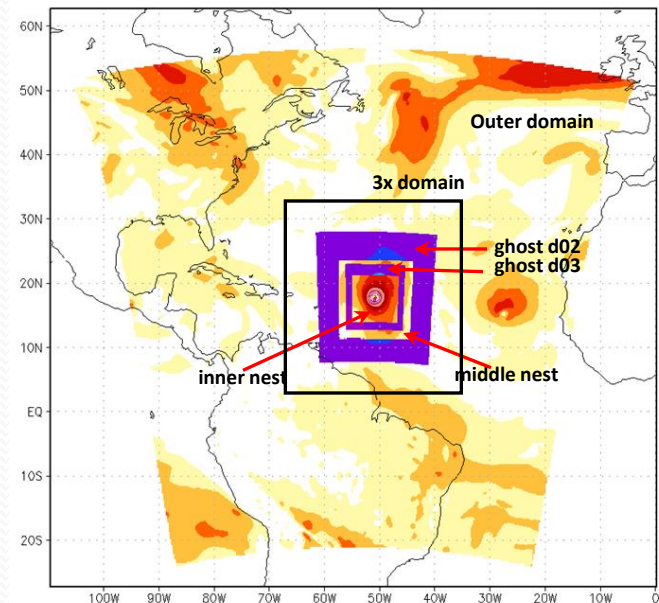 60N
50N
Outer domain
40N
3x domain
30N
ghost d02
ghost d03
20N
10N
inner nest
middle nest
EQ
10S
20S
100W 90W 80W 70W 60W 50W 40W 30W 20W 10W 0